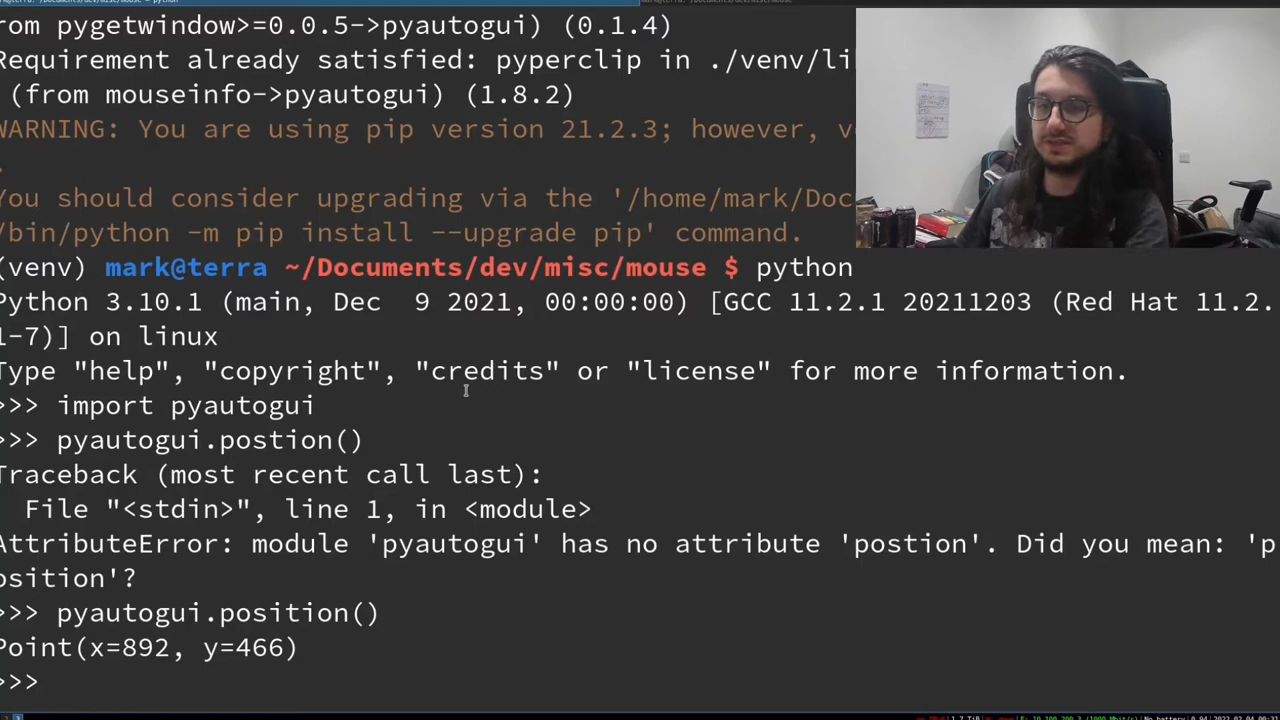 rom pygetwindow>=0.0.5->pyautogui) (0.1.4)
Requirement already satisfied: pyperclip in ./venv/li
(from mouseinfo->pyautogui) (1.8.2)
WARNING: You are using pip version 21.2.3; however, v
.
You should consider upgrading via the '/home/mark/Doc
/bin/python -m pip install --upgrade pip' command.
(venv) mark@terra ~/Documents/dev/misc/mouse $ python
Python 3.10.1 (main, Dec  9 2021, 00:00:00) [GCC 11.2.1 20211203 (Red Hat 11.2.
1-7)] on linux
Type "help", "copyright", "credits" or "license" for more information.
>>> import pyautogui
>>> pyautogui.postion()
Traceback (most recent call last):
  File "<stdin>", line 1, in <module>
AttributeError: module 'pyautogui' has no attribute 'postion'. Did you mean: 'p
osition'?
>>> pyautogui.position()
Point(x=892, y=466)
>>>